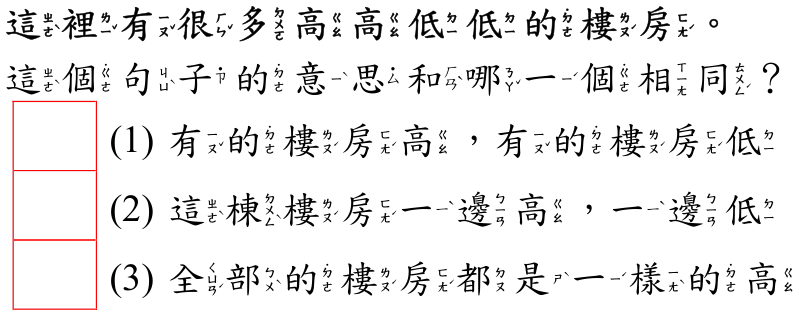 這裡有很多高高低低的樓房。
這個句子的意思和哪一個相同？
(1) 有的樓房高，有的樓房低
(2) 這棟樓房一邊高，一邊低
(3) 全部的樓房都是一樣的高